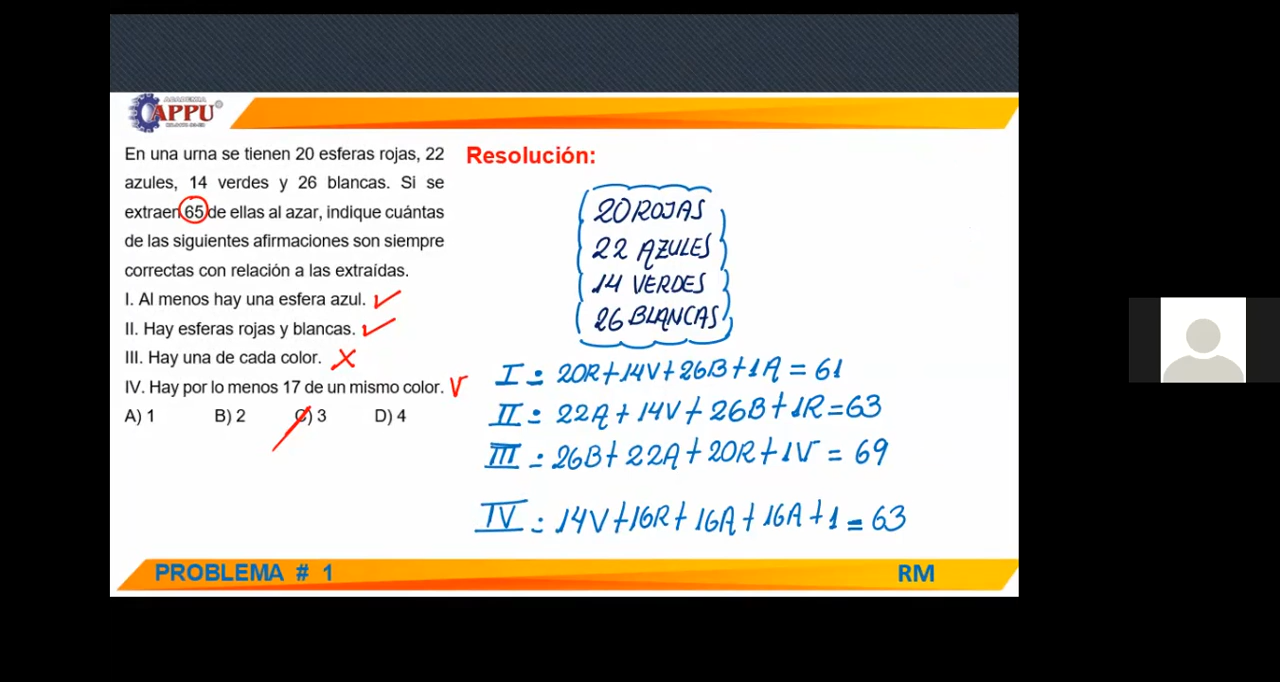 ACADEMIA
APPU
En una urna se tienen 20 esferas rojas, 22
azules, 14 verdes y 26 blancas. Si se
extraen 65 de ellas al azar, indique cuántas
de las siguientes afirmaciones son siempre
correctas con relación a las extraídas.
I. Al menos hay una esfera azul. ✓
II. Hay esferas rojas y blancas. ✓
III. Hay una de cada color. X
IV. Hay por lo menos 17 de un mismo color. V
A) 1 B) 2 C) 3 D) 4
Resolución:
20 ROJAS
22 AZULES
14 VERDES
26 BLANCAS
I = 20R+14V+26B+1A = 61
II = 22A+14V+26B+1R=63
III = 26B+22A+20R+1V = 69
IV = 14V+16R+16A+16A+1=63
PROBLEMA # 1
RM